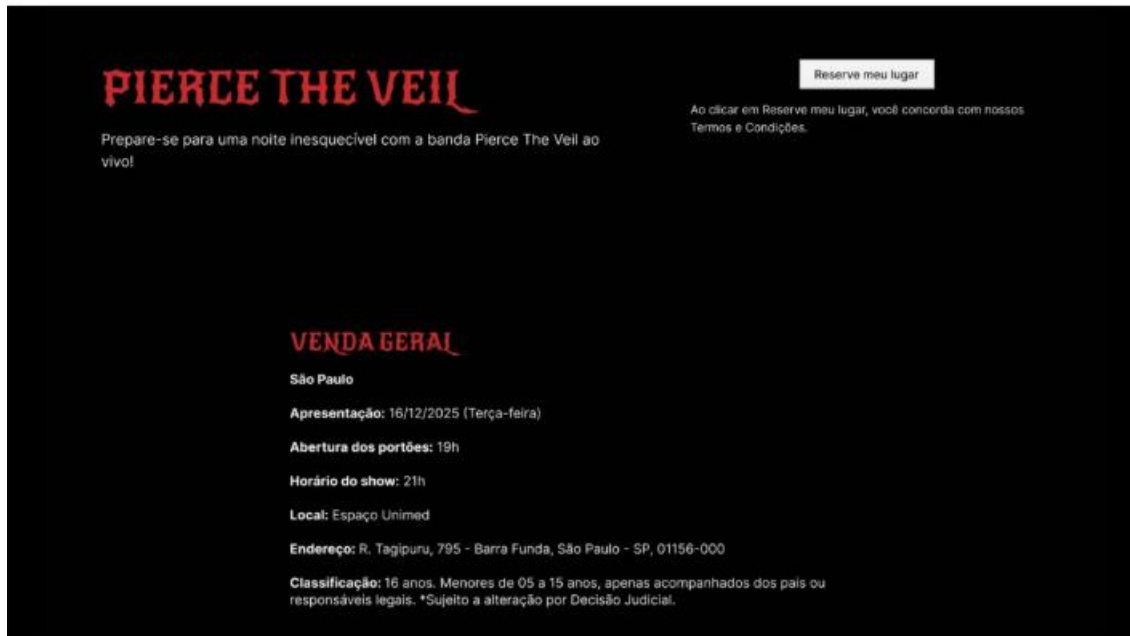 PIERCE THE VEIL
Prepare-se para uma noite inesquecível com a banda Pierce The Veil ao
vivo!
Reserve meu lugar
Ao clicar em Reserve meu lugar, você concorda com nossos
Termos e Condições.
VENDA GERAL
São Paulo
Apresentação: 16/12/2025 (Terça-feira)
Abertura dos portões: 19h
Horário do show: 21h
Local: Espaço Unimed
Endereço: R. Tagipuru, 795 - Barra Funda, São Paulo - SP, 01156-000
Classificação: 16 anos. Menores de 05 a 15 anos, apenas acompanhados dos pais ou
responsáveis legais. *Sujeito a alteração por Decisão Judicial.